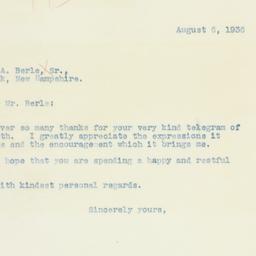 August 6, 1936
A. Berle, Sr.,
k, New Hampshire.
Mr. Berle:
ver so many thanks for your very kind telegram of
th. I greatly appreciate the expressions it
s and the encouragement which it brings me.
hope that you are spending a happy and restful
ith kindest personal regards.
Sincerely yours,